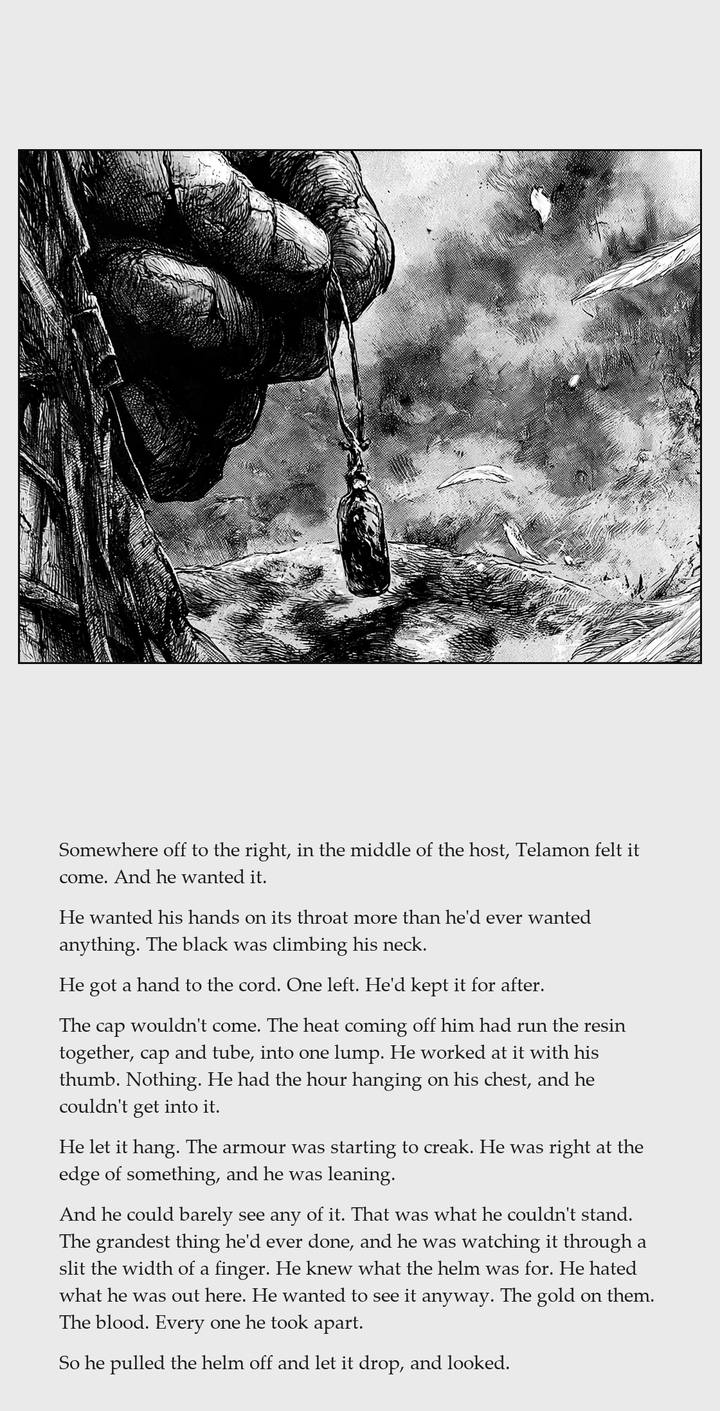 Somewhere off to the right, in the middle of the host, Telamon felt it
come. And he wanted it.
He wanted his hands on its throat more than he'd ever wanted
anything. The black was climbing his neck.
He got a hand to the cord. One left. He'd kept it for after.
The cap wouldn't come. The heat coming off him had run the resin
together, cap and tube, into one lump. He worked at it with his
thumb. Nothing. He had the hour hanging on his chest, and he
couldn't get into it.
He let it hang. The armour was starting to creak. He was right at the
edge of something, and he was leaning.
And he could barely see any of it. That was what he couldn't stand.
The grandest thing he'd ever done, and he was watching it through a
slit the width of a finger. He knew what the helm was for. He hated
what he was out here. He wanted to see it anyway. The gold on them.
The blood. Every one he took apart.
So he pulled the helm off and let it drop, and looked.